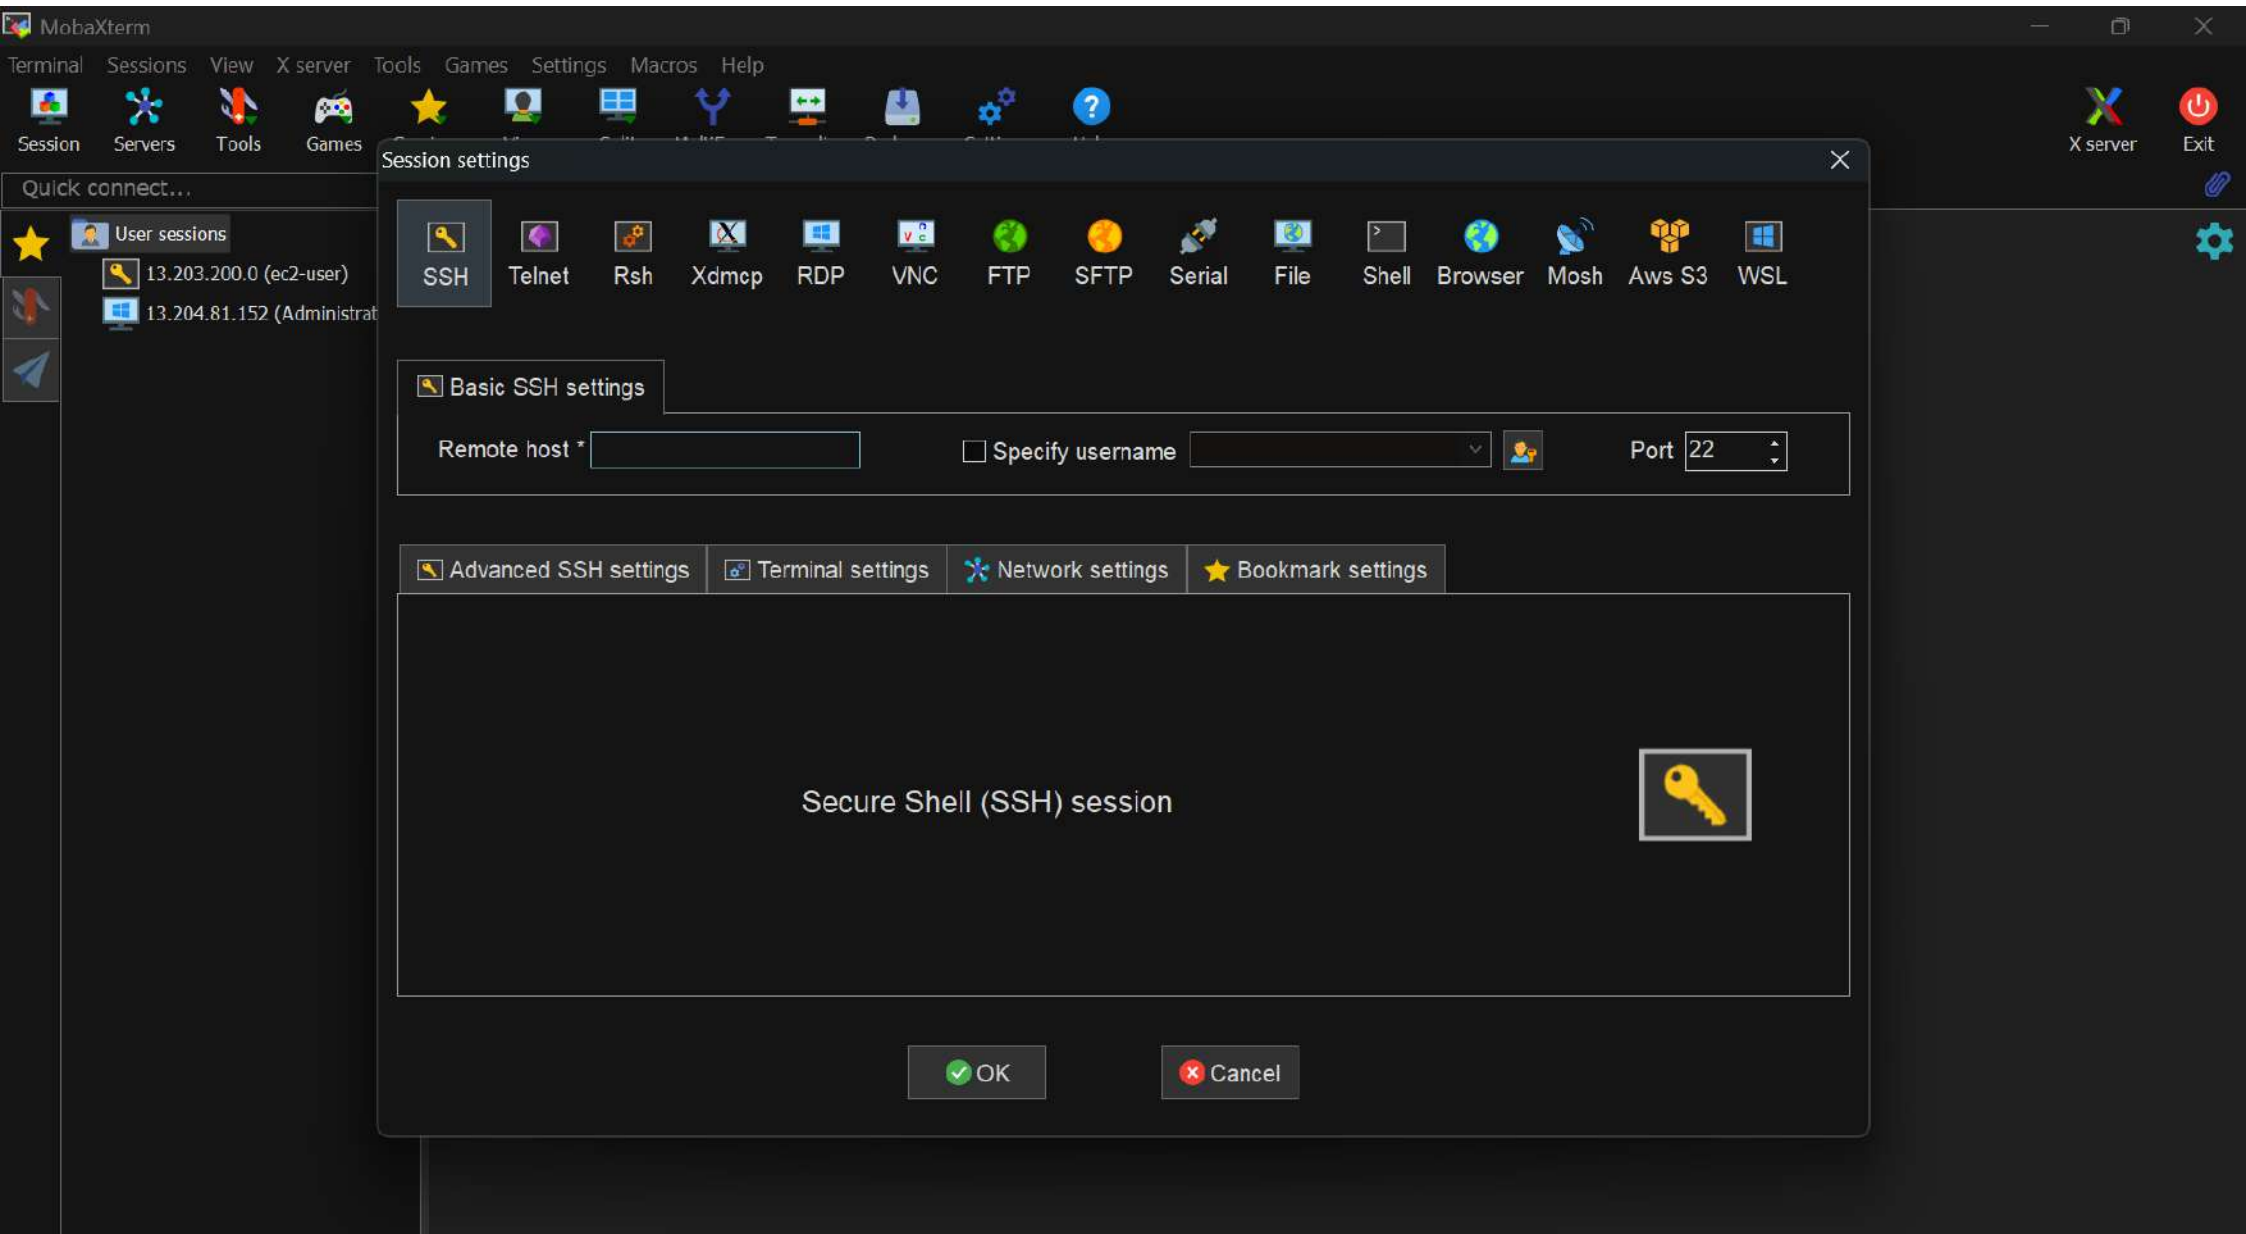 MobaXterm
Terminal Sessions View X server Tools Games Settings Macros Help
Session Servers Tools Games X server Exit
Session settings
Quick connect...
User sessions
13.203.200.0 (ec2-user)
13.204.81.152 (Administrat
SSH Telnet Rsh Xdmcp RDP VNC FTP SFTP Serial File Shell Browser Mosh Aws S3 WSL
Basic SSH settings
Remote host * Specify username Port 22
Advanced SSH settings Terminal settings Network settings Bookmark settings
Secure Shell (SSH) session
OK Cancel